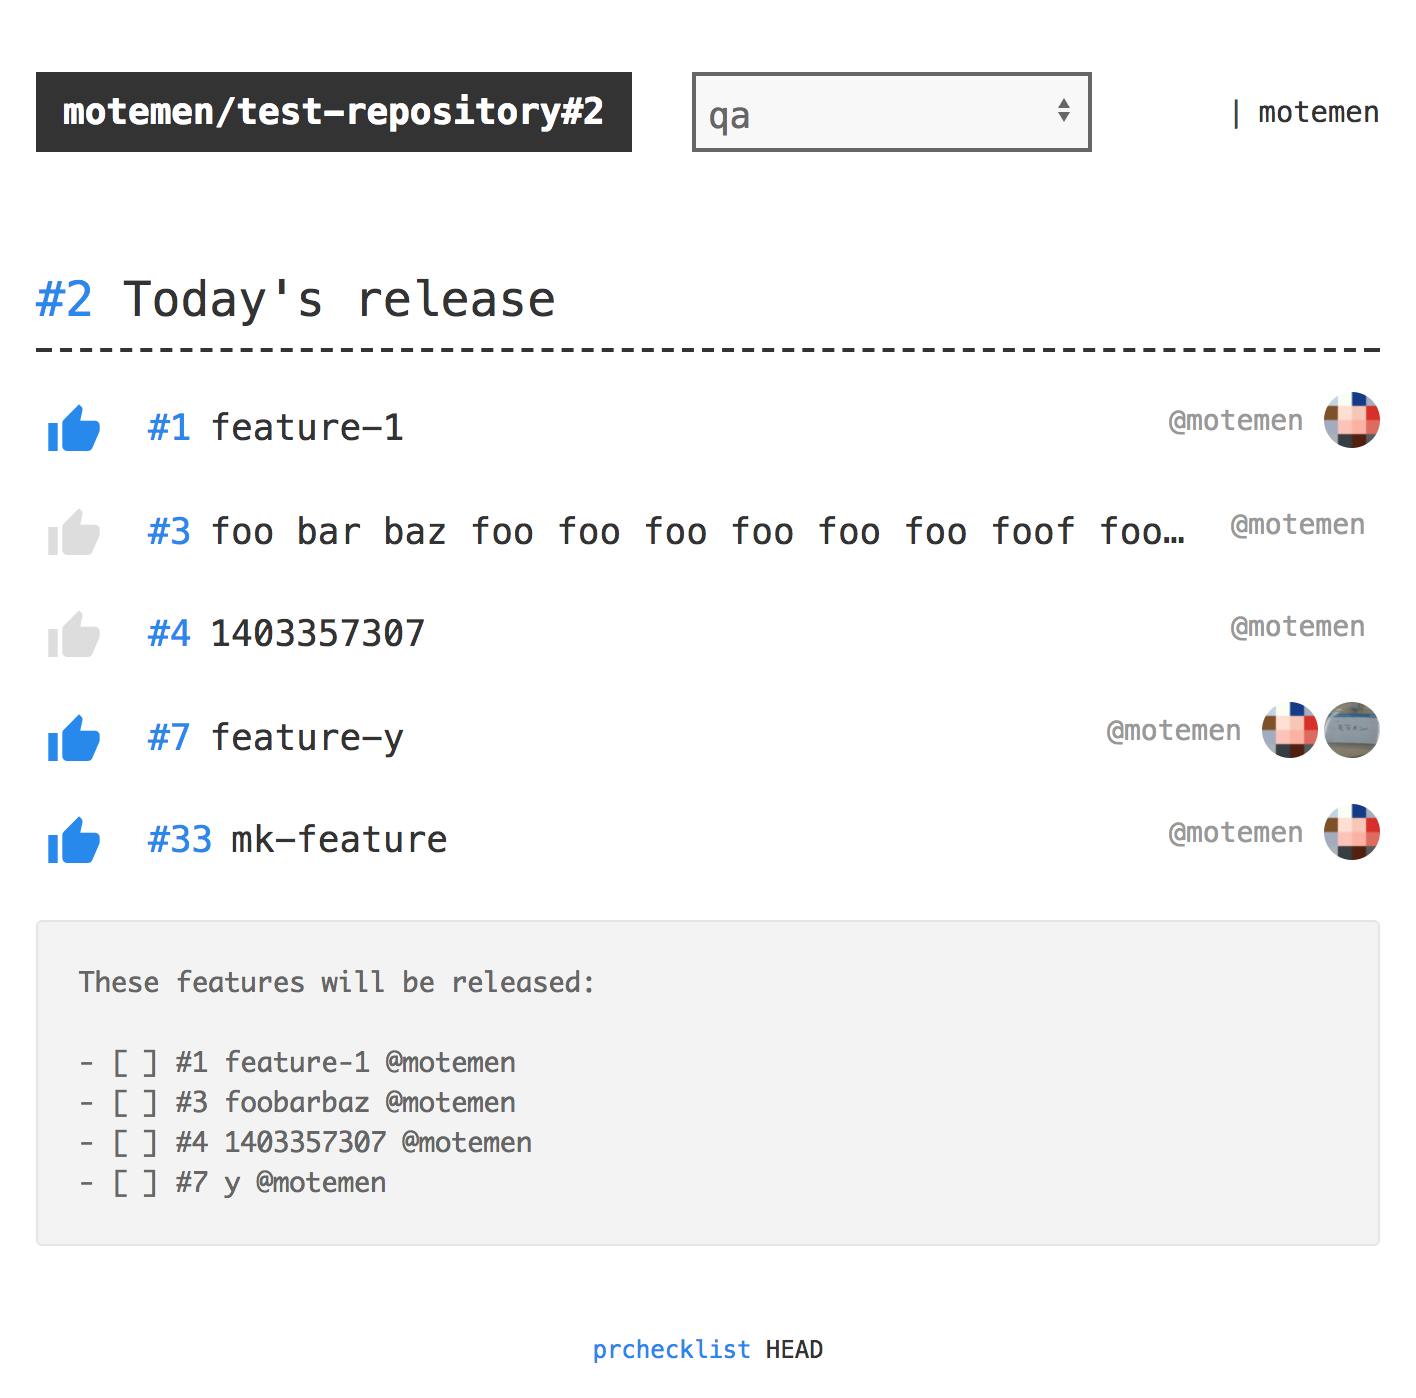 motemen/test-repository#2 qa | motemen
#2 Today's release
#1 feature-1 @motemen
#3 foo bar baz foo foo foo foo foo foo foof foo… @motemen
#4 1403357307 @motemen
#7 feature-y @motemen
#33 mk-feature @motemen
These features will be released:
- [ ] #1 feature-1 @motemen
- [ ] #3 foobarbaz @motemen
- [ ] #4 1403357307 @motemen
- [ ] #7 y @motemen
prchecklist HEAD